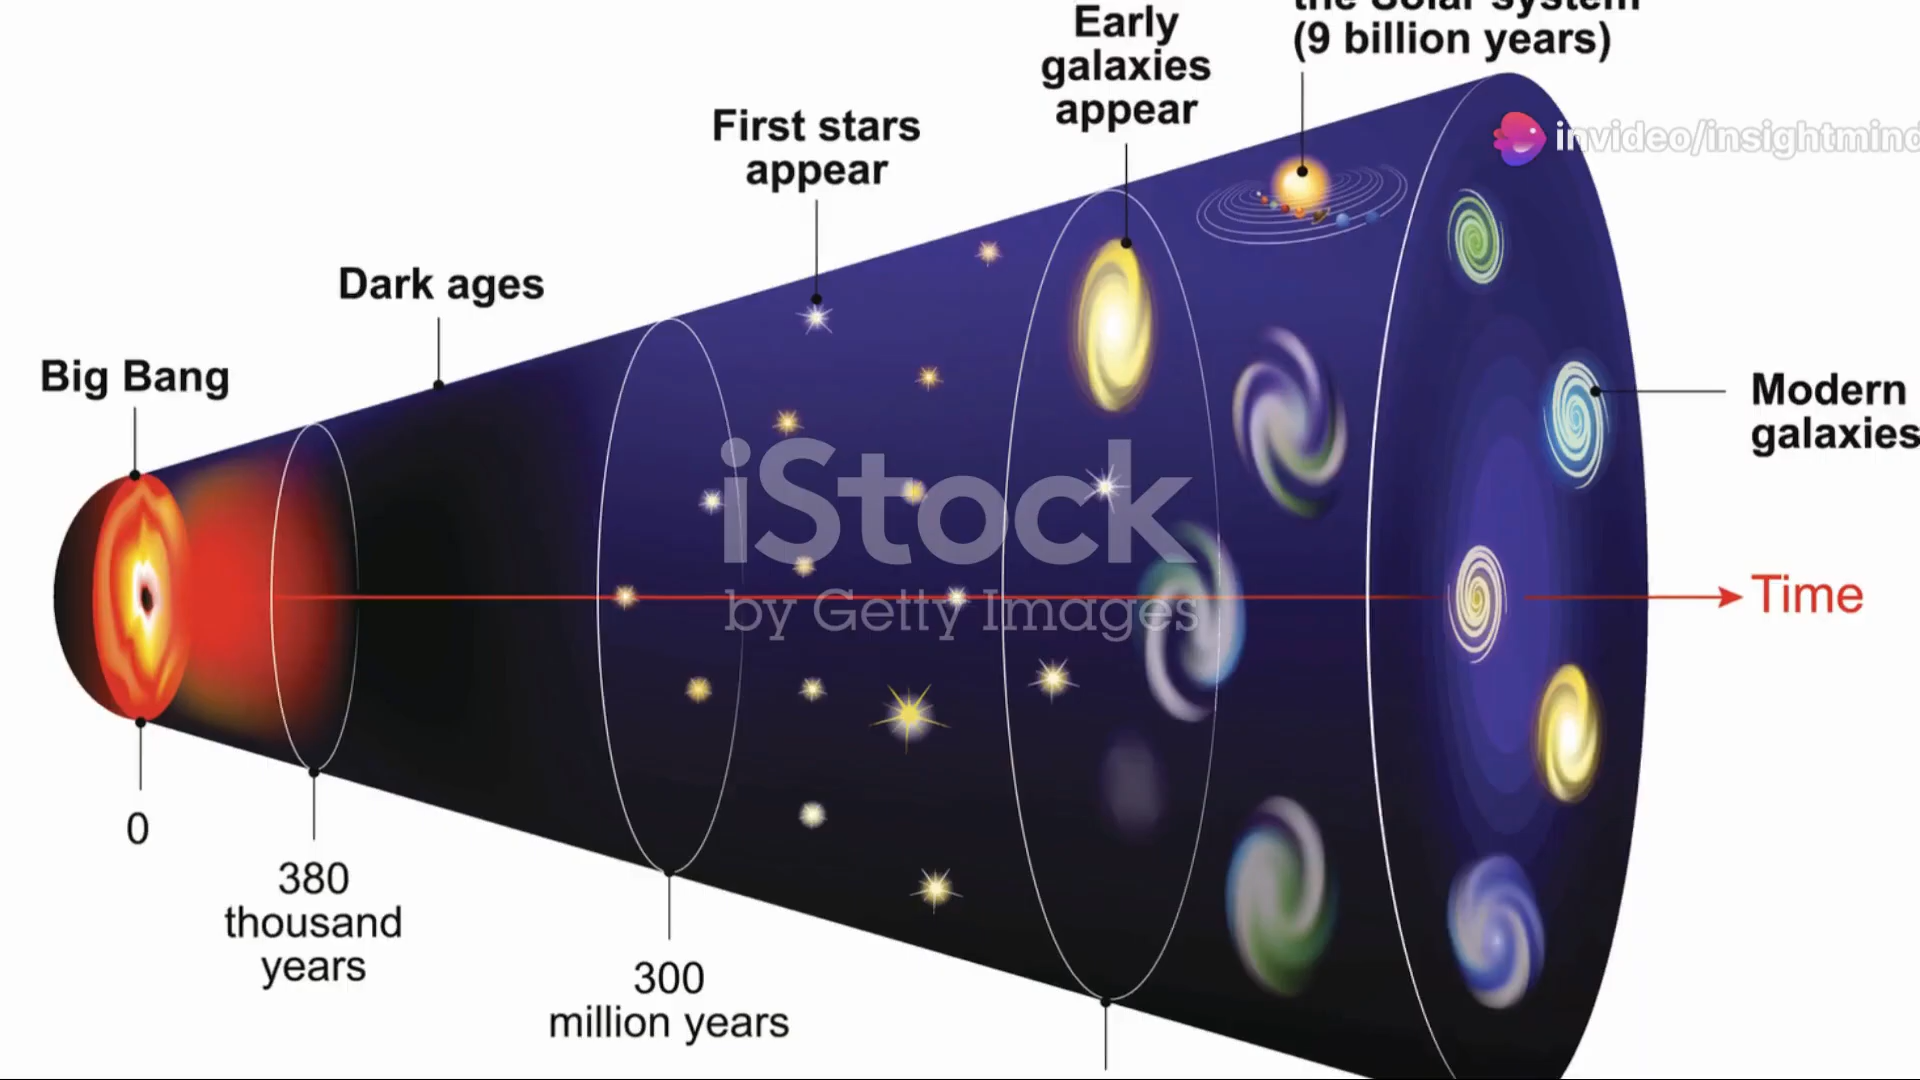 the Solar system
(9 billion years)
Early
galaxies
appear
First stars
appear
invideo/insightmind
Dark ages
Big Bang
Modern
galaxies
iStock
by Getty Images
Time
0
380
thousand
years
300
million years